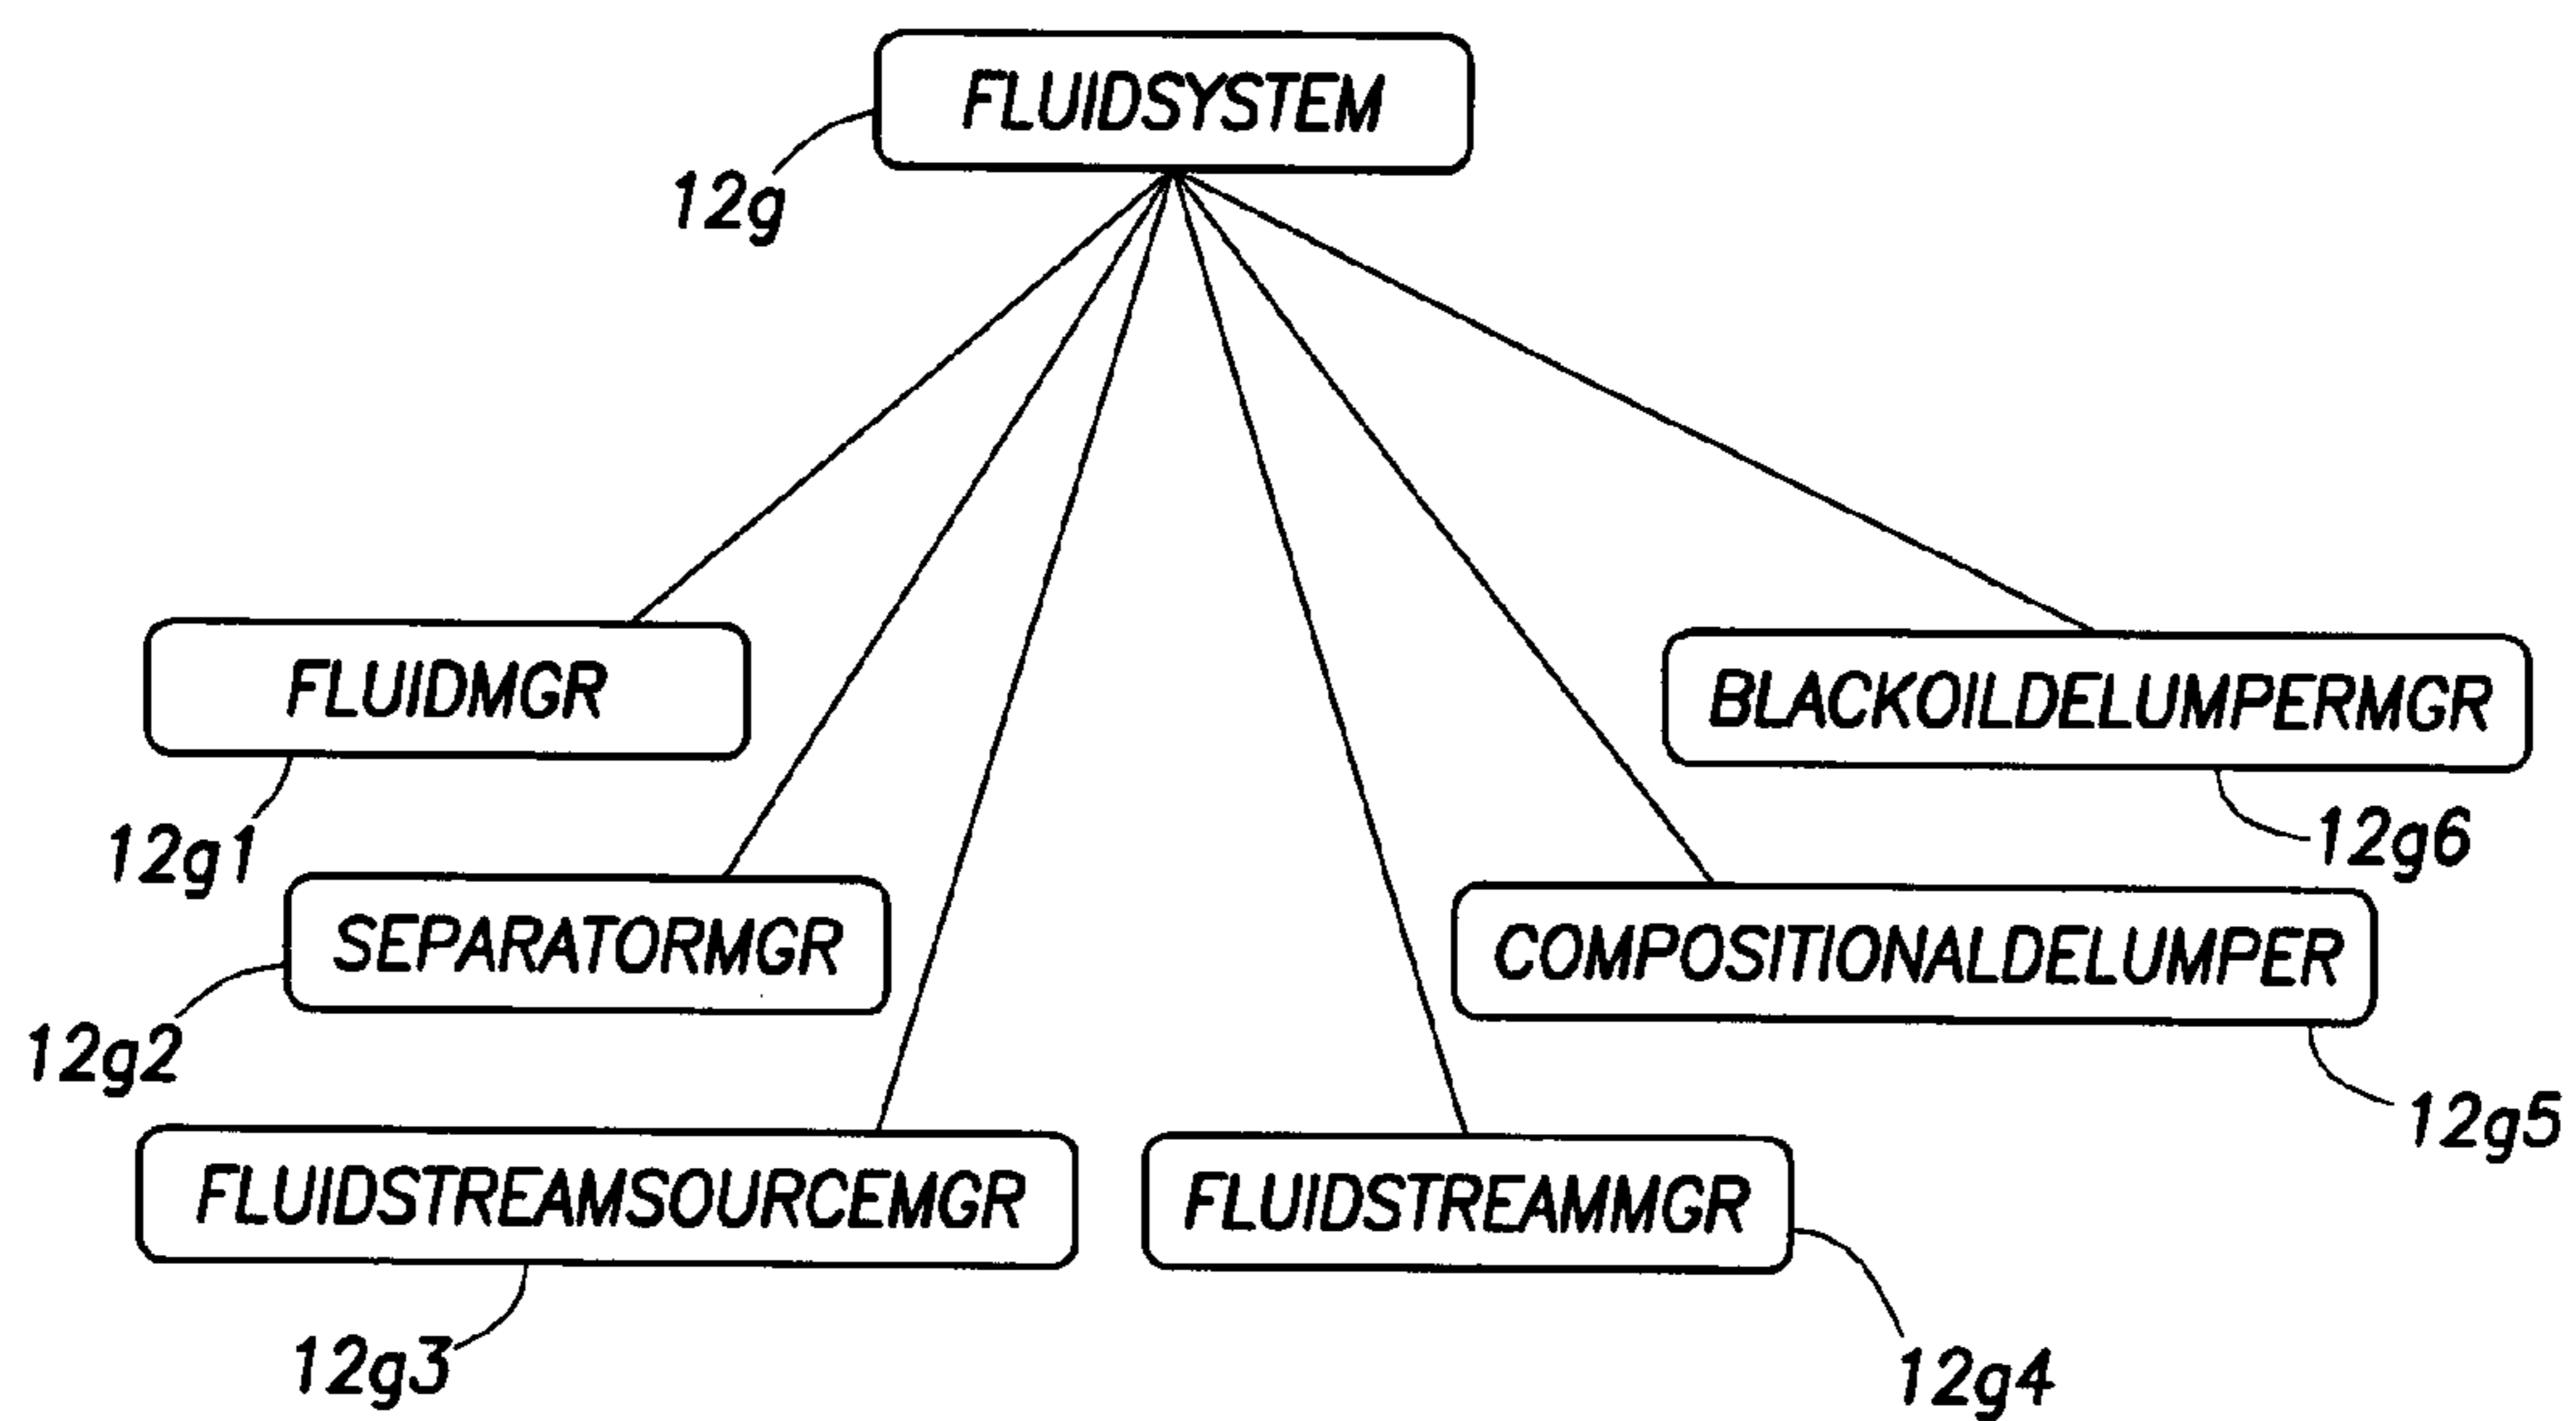 FLUIDSYSTEM
12g
FLUIDMGR
12g1
BLACKOILDELUMPERMGR
12g6
SEPARATORMGR
12g2
COMPOSITIONALDELUMPER
12g5
FLUIDSTREAMSOURCEMGR
12g3
FLUIDSTREAMMGR
12g4